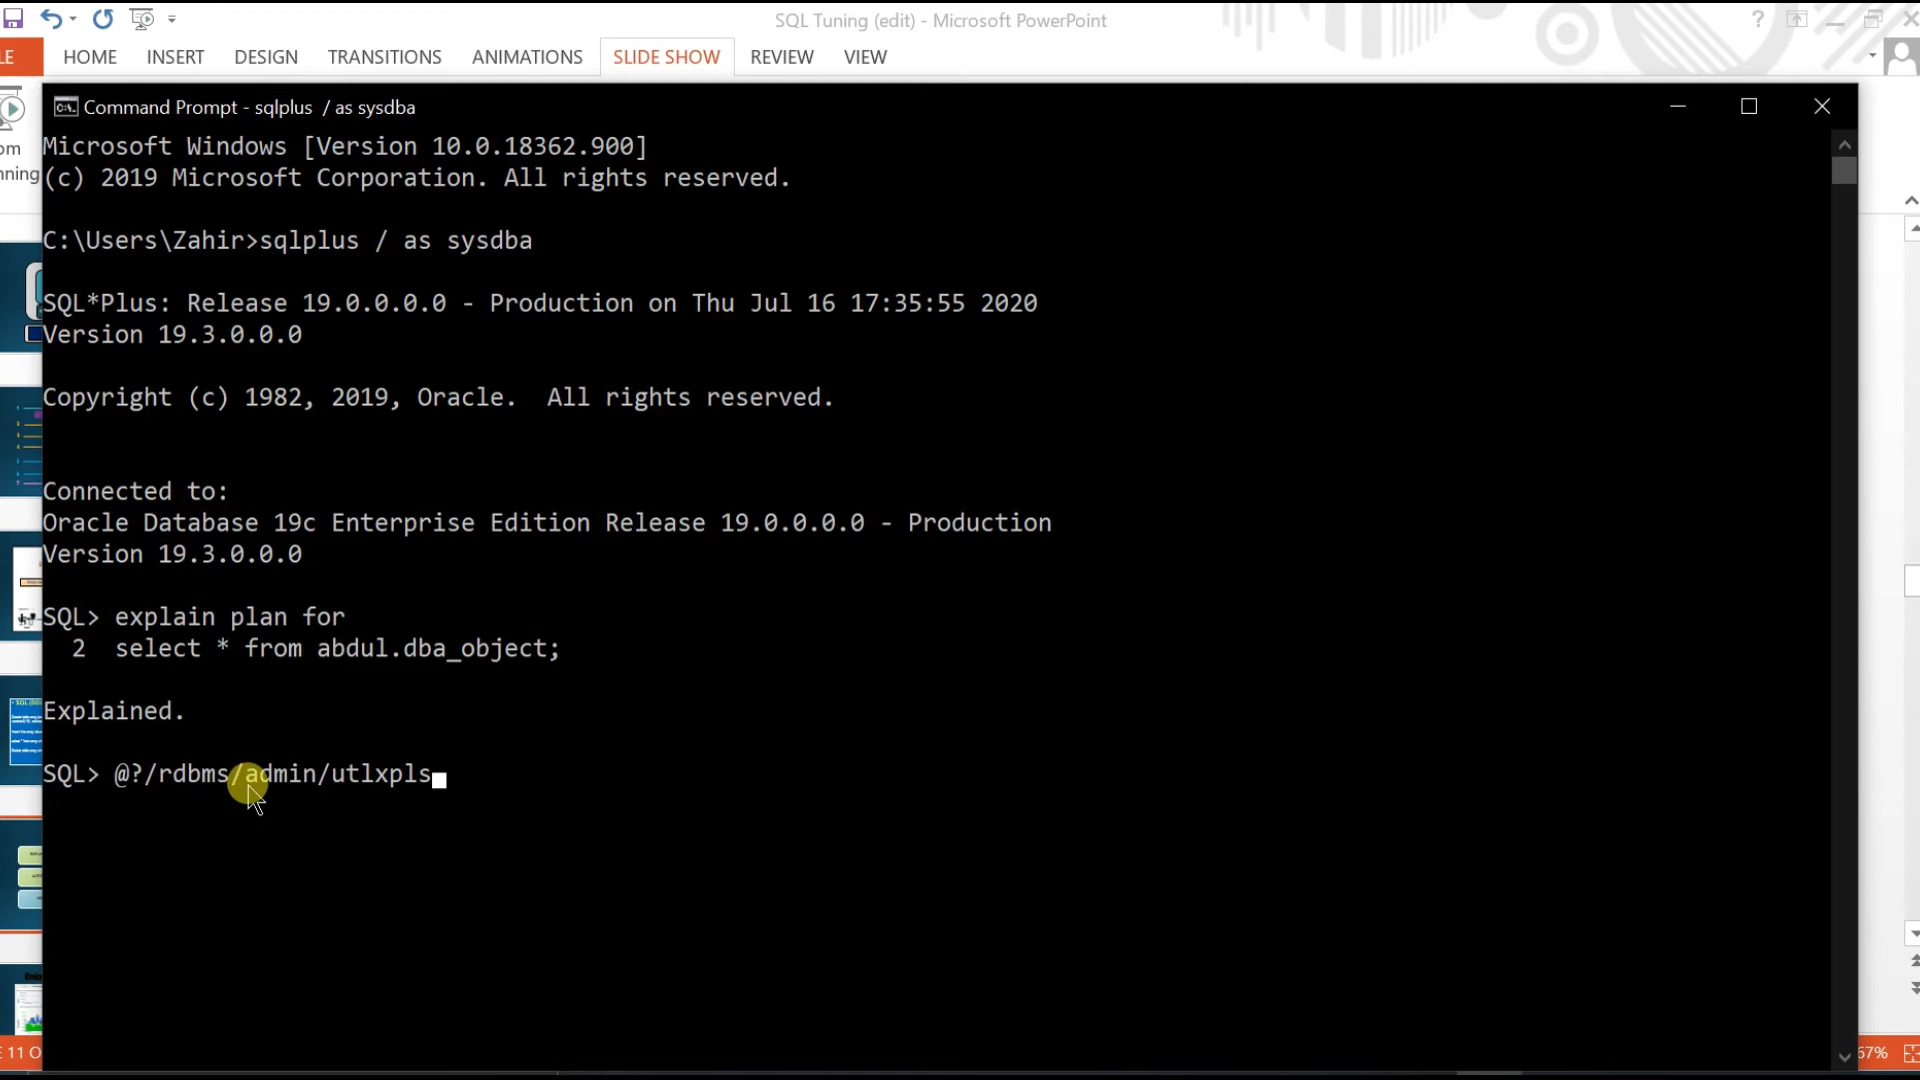 SQL Tuning (edit) - Microsoft PowerPoint
?
LE HOME INSERT DESIGN TRANSITIONS ANIMATIONS SLIDE SHOW REVIEW VIEW
Command Prompt - sqlplus / as sysdba
om
nning
Microsoft Windows [Version 10.0.18362.900]
(c) 2019 Microsoft Corporation. All rights reserved.
C:\Users\Zahir>sqlplus / as sysdba
SQL*Plus: Release 19.0.0.0.0 - Production on Thu Jul 16 17:35:55 2020
Version 19.3.0.0.0
Copyright (c) 1982, 2019, Oracle.  All rights reserved.
Connected to:
Oracle Database 19c Enterprise Edition Release 19.0.0.0.0 - Production
Version 19.3.0.0.0
SQL> explain plan for
  2  select * from abdul.dba_object;
Explained.
SQL> @?/rdbms/admin/utlxpls
E 11 O
67%